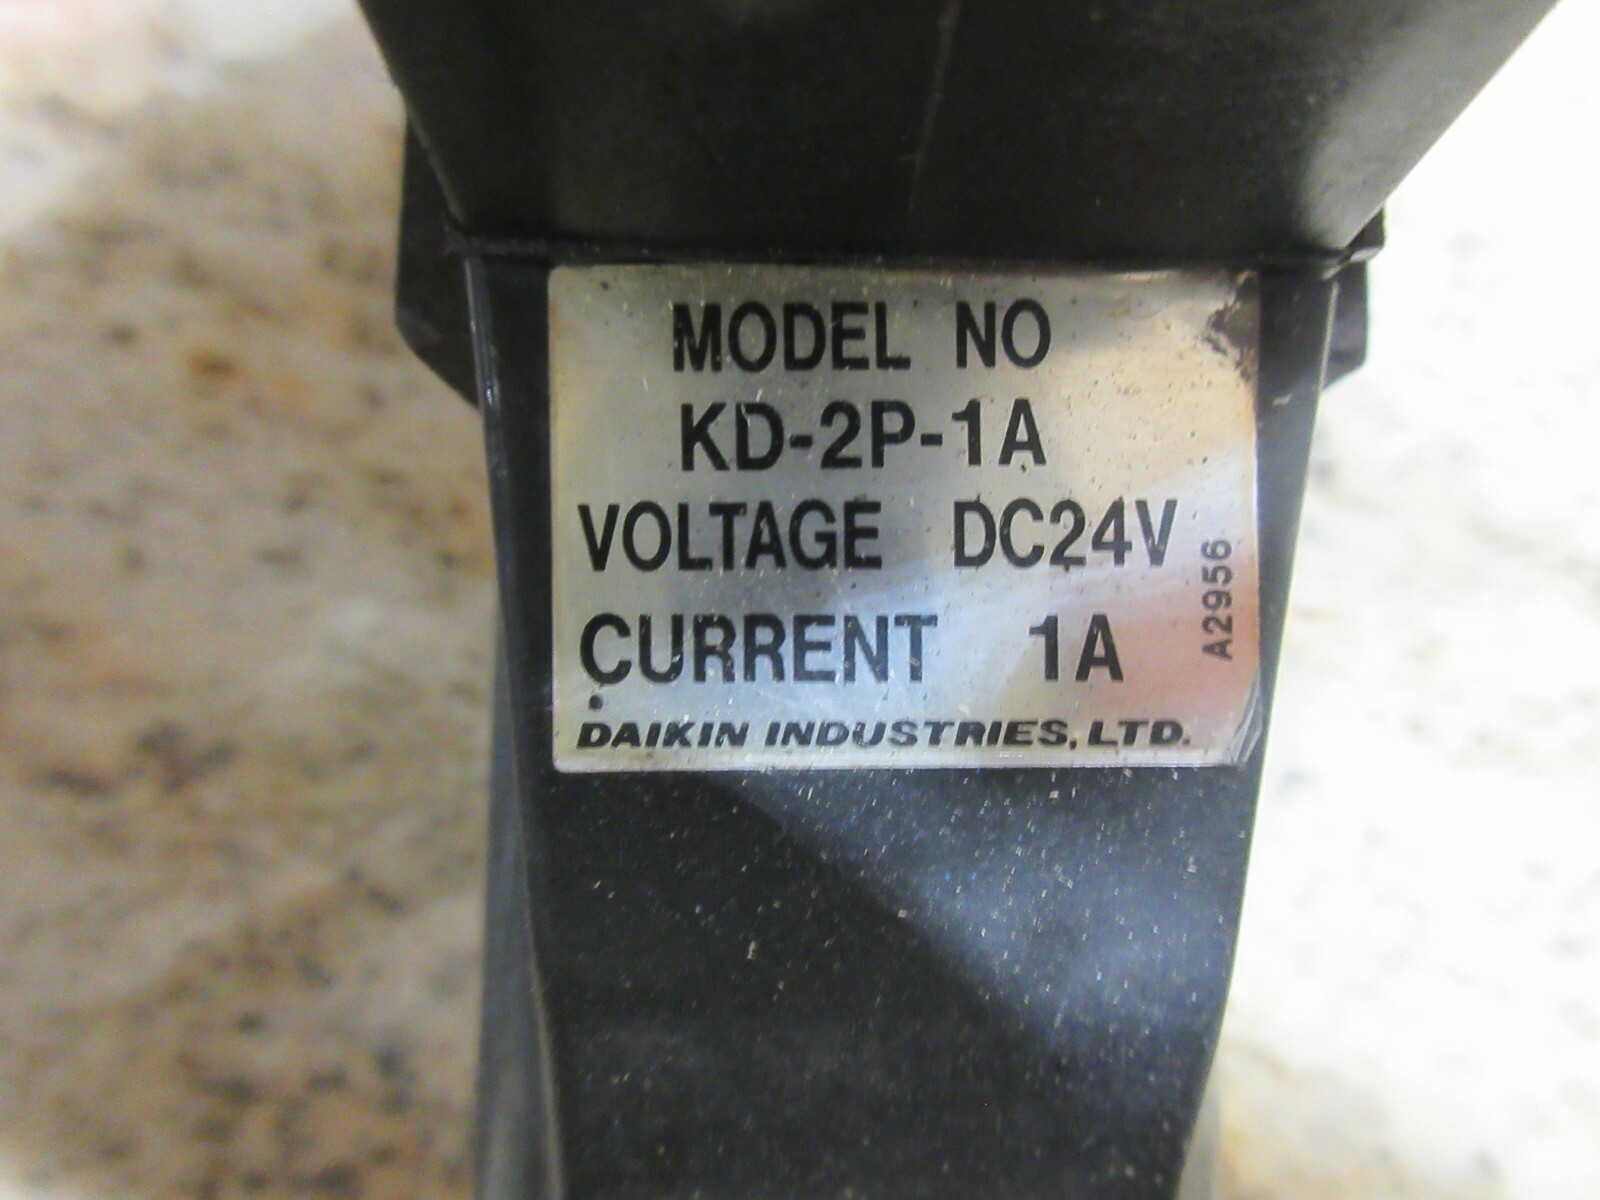 MODEL NO
KD-2P-1A
VOLTAGE DC24V
CURRENT 1A
A2956
DAIKIN INDUSTRIES, LTD.